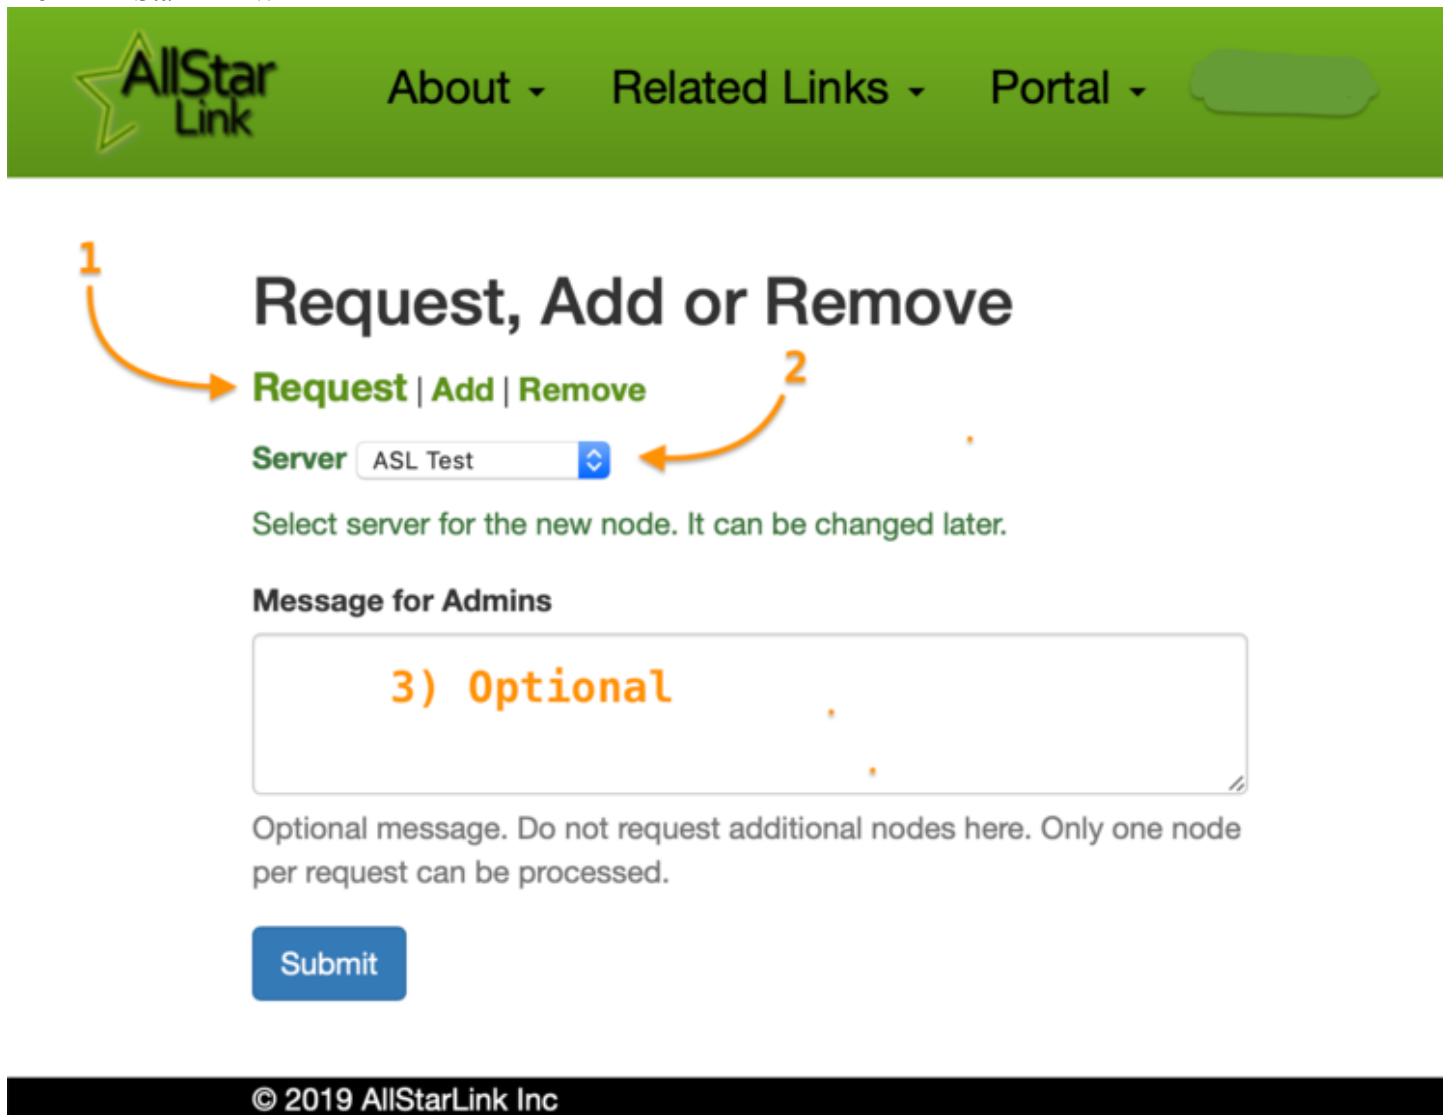 AllStar
Link
About
Related Links
Portal
1
Request, Add or Remove
2
Request | Add | Remove
Server ASL Test
Select server for the new node. It can be changed later.
Message for Admins
3) Optional
Optional message. Do not request additional nodes here. Only one node
per request can be processed.
Submit
© 2019 AllStarLink Inc